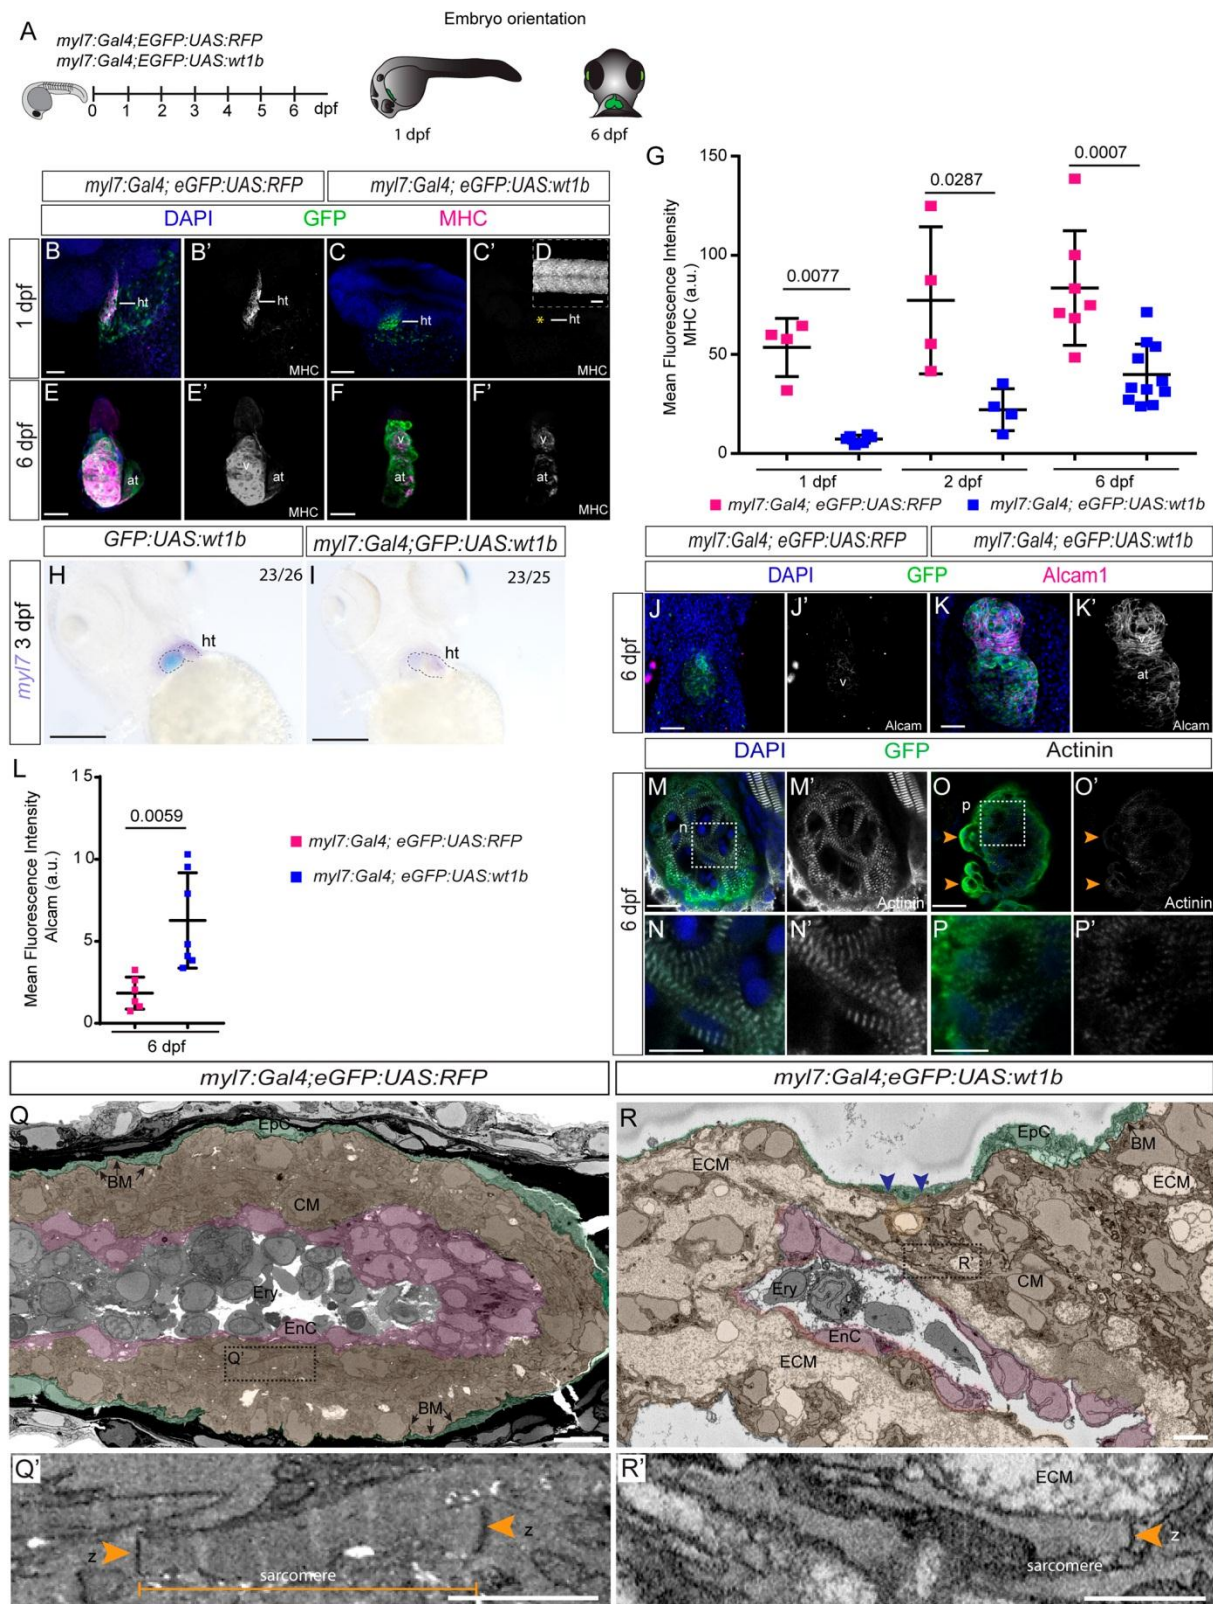 A
Embryo orientation
myl7:Gal4;EGFP:UAS:RFP
myl7:Gal4;EGFP:UAS:wt1b
0 1 2 3 4 5 6 dpf
1 dpf
6 dpf
myl7:Gal4; eGFP:UAS:RFP
myl7:Gal4; eGFP:UAS:wt1b
DAPI GFP MHC
1 dpf
B
ht
B'
ht
MHC
C
ht
C'
D
* ht
MHC
6 dpf
E
v
at
E'
v
at
MHC
F
v
at
F'
v
at
MHC
G
Mean Fluorescence Intensity
MHC (a.u.)
150
100
50
0
0.0077
0.0287
0.0007
1 dpf
2 dpf
6 dpf
myl7:Gal4; eGFP:UAS:RFP
myl7:Gal4; eGFP:UAS:wt1b
GFP:UAS:wt1b
myl7:Gal4;GFP:UAS:wt1b
myl7 3 dpf
H
23/26
ht
I
23/25
ht
myl7:Gal4; eGFP:UAS:RFP
myl7:Gal4; eGFP:UAS:wt1b
DAPI GFP Alcam1
6 dpf
J
J'
v
Alcam
K
v
at
K'
v
at
Alcam
L
Mean Fluorescence Intensity
Alcam (a.u.)
15
10
5
0
0.0059
6 dpf
myl7:Gal4; eGFP:UAS:RFP
myl7:Gal4; eGFP:UAS:wt1b
DAPI GFP Actinin
6 dpf
M
n
M'
Actinin
O
p
O'
Actinin
N
N'
P
P'
myl7:Gal4;eGFP:UAS:RFP
myl7:Gal4;eGFP:UAS:wt1b
Q
EpC
BM
CM
Ery
EnC
Q'
BM
R
EpC
BM
ECM
ECM
R'
CM
Ery
EnC
ECM
Q'
z
z
sarcomere
R'
ECM
z
sarcomere